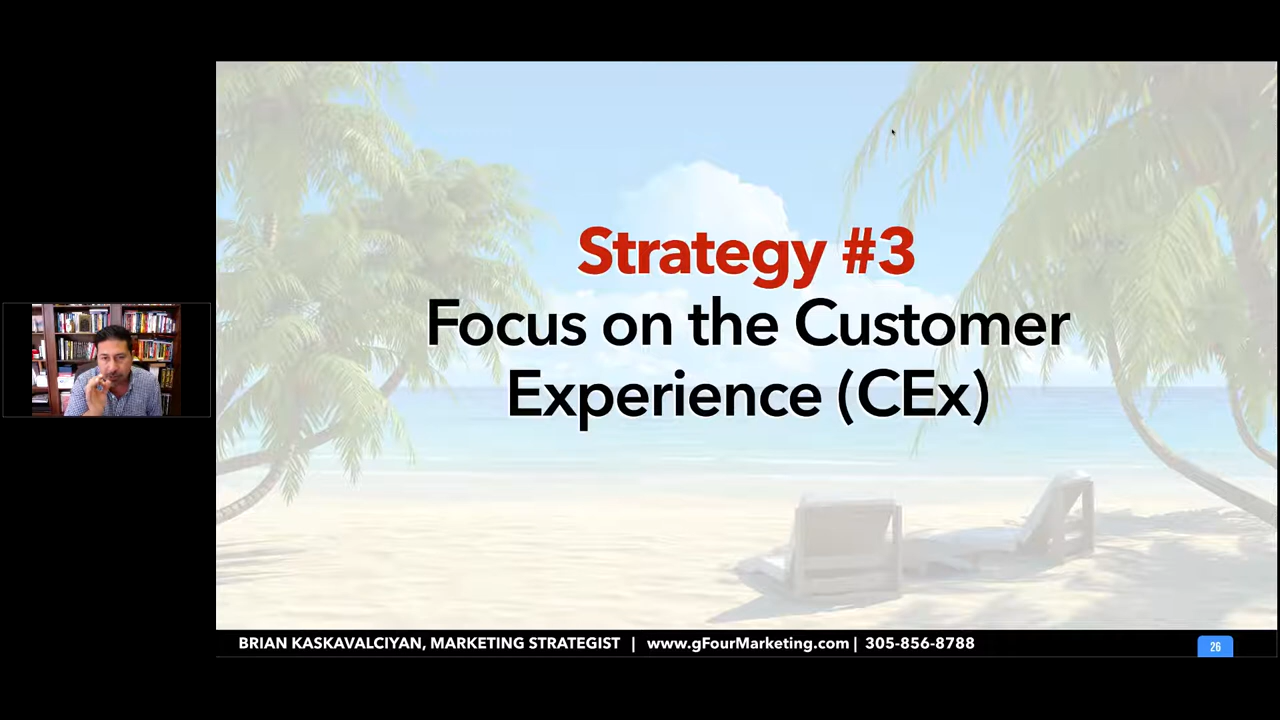 Strategy #3
Focus on the Customer
Experience (CEx)
BRIAN KASKAVALCIYAN, MARKETING STRATEGIST | www.gFourMarketing.com | 305-856-8788
26